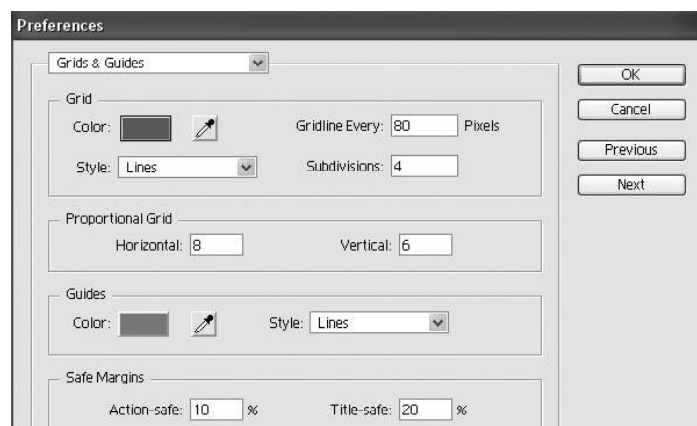 Preferences
Grids & Guides
OK
Cancel
Previous
Next
Grid
Color:
Gridline Every: 80 Pixels
Style: Lines
Subdivisions: 4
Proportional Grid
Horizontal: 8
Vertical: 6
Guides
Color:
Style: Lines
Safe Margins
Action-safe: 10 %
Title-safe: 20 %